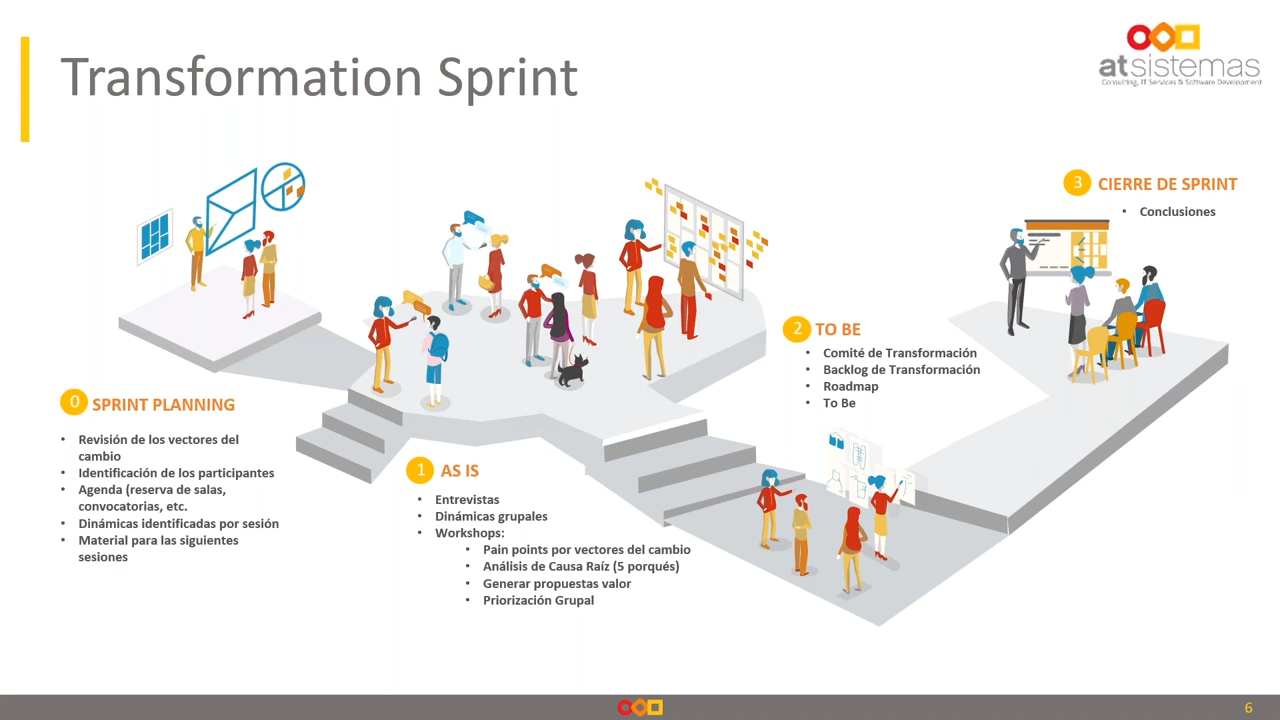 Transformation Sprint
atsistemas
Consulting, IT Services & Software Development
3 CIERRE DE SPRINT
• Conclusiones
2 TO BE
• Comité de Transformación
• Backlog de Transformación
• Roadmap
• To Be
0 SPRINT PLANNING
• Revisión de los vectores del
cambio
• Identificación de los participantes
• Agenda (reserva de salas,
convocatorias, etc.
• Dinámicas identificadas por sesión
• Material para las siguientes
sesiones
1 AS IS
• Entrevistas
• Dinámicas grupales
• Workshops:
• Pain points por vectores del cambio
• Análisis de Causa Raíz (5 porqués)
• Generar propuestas valor
• Priorización Grupal
6